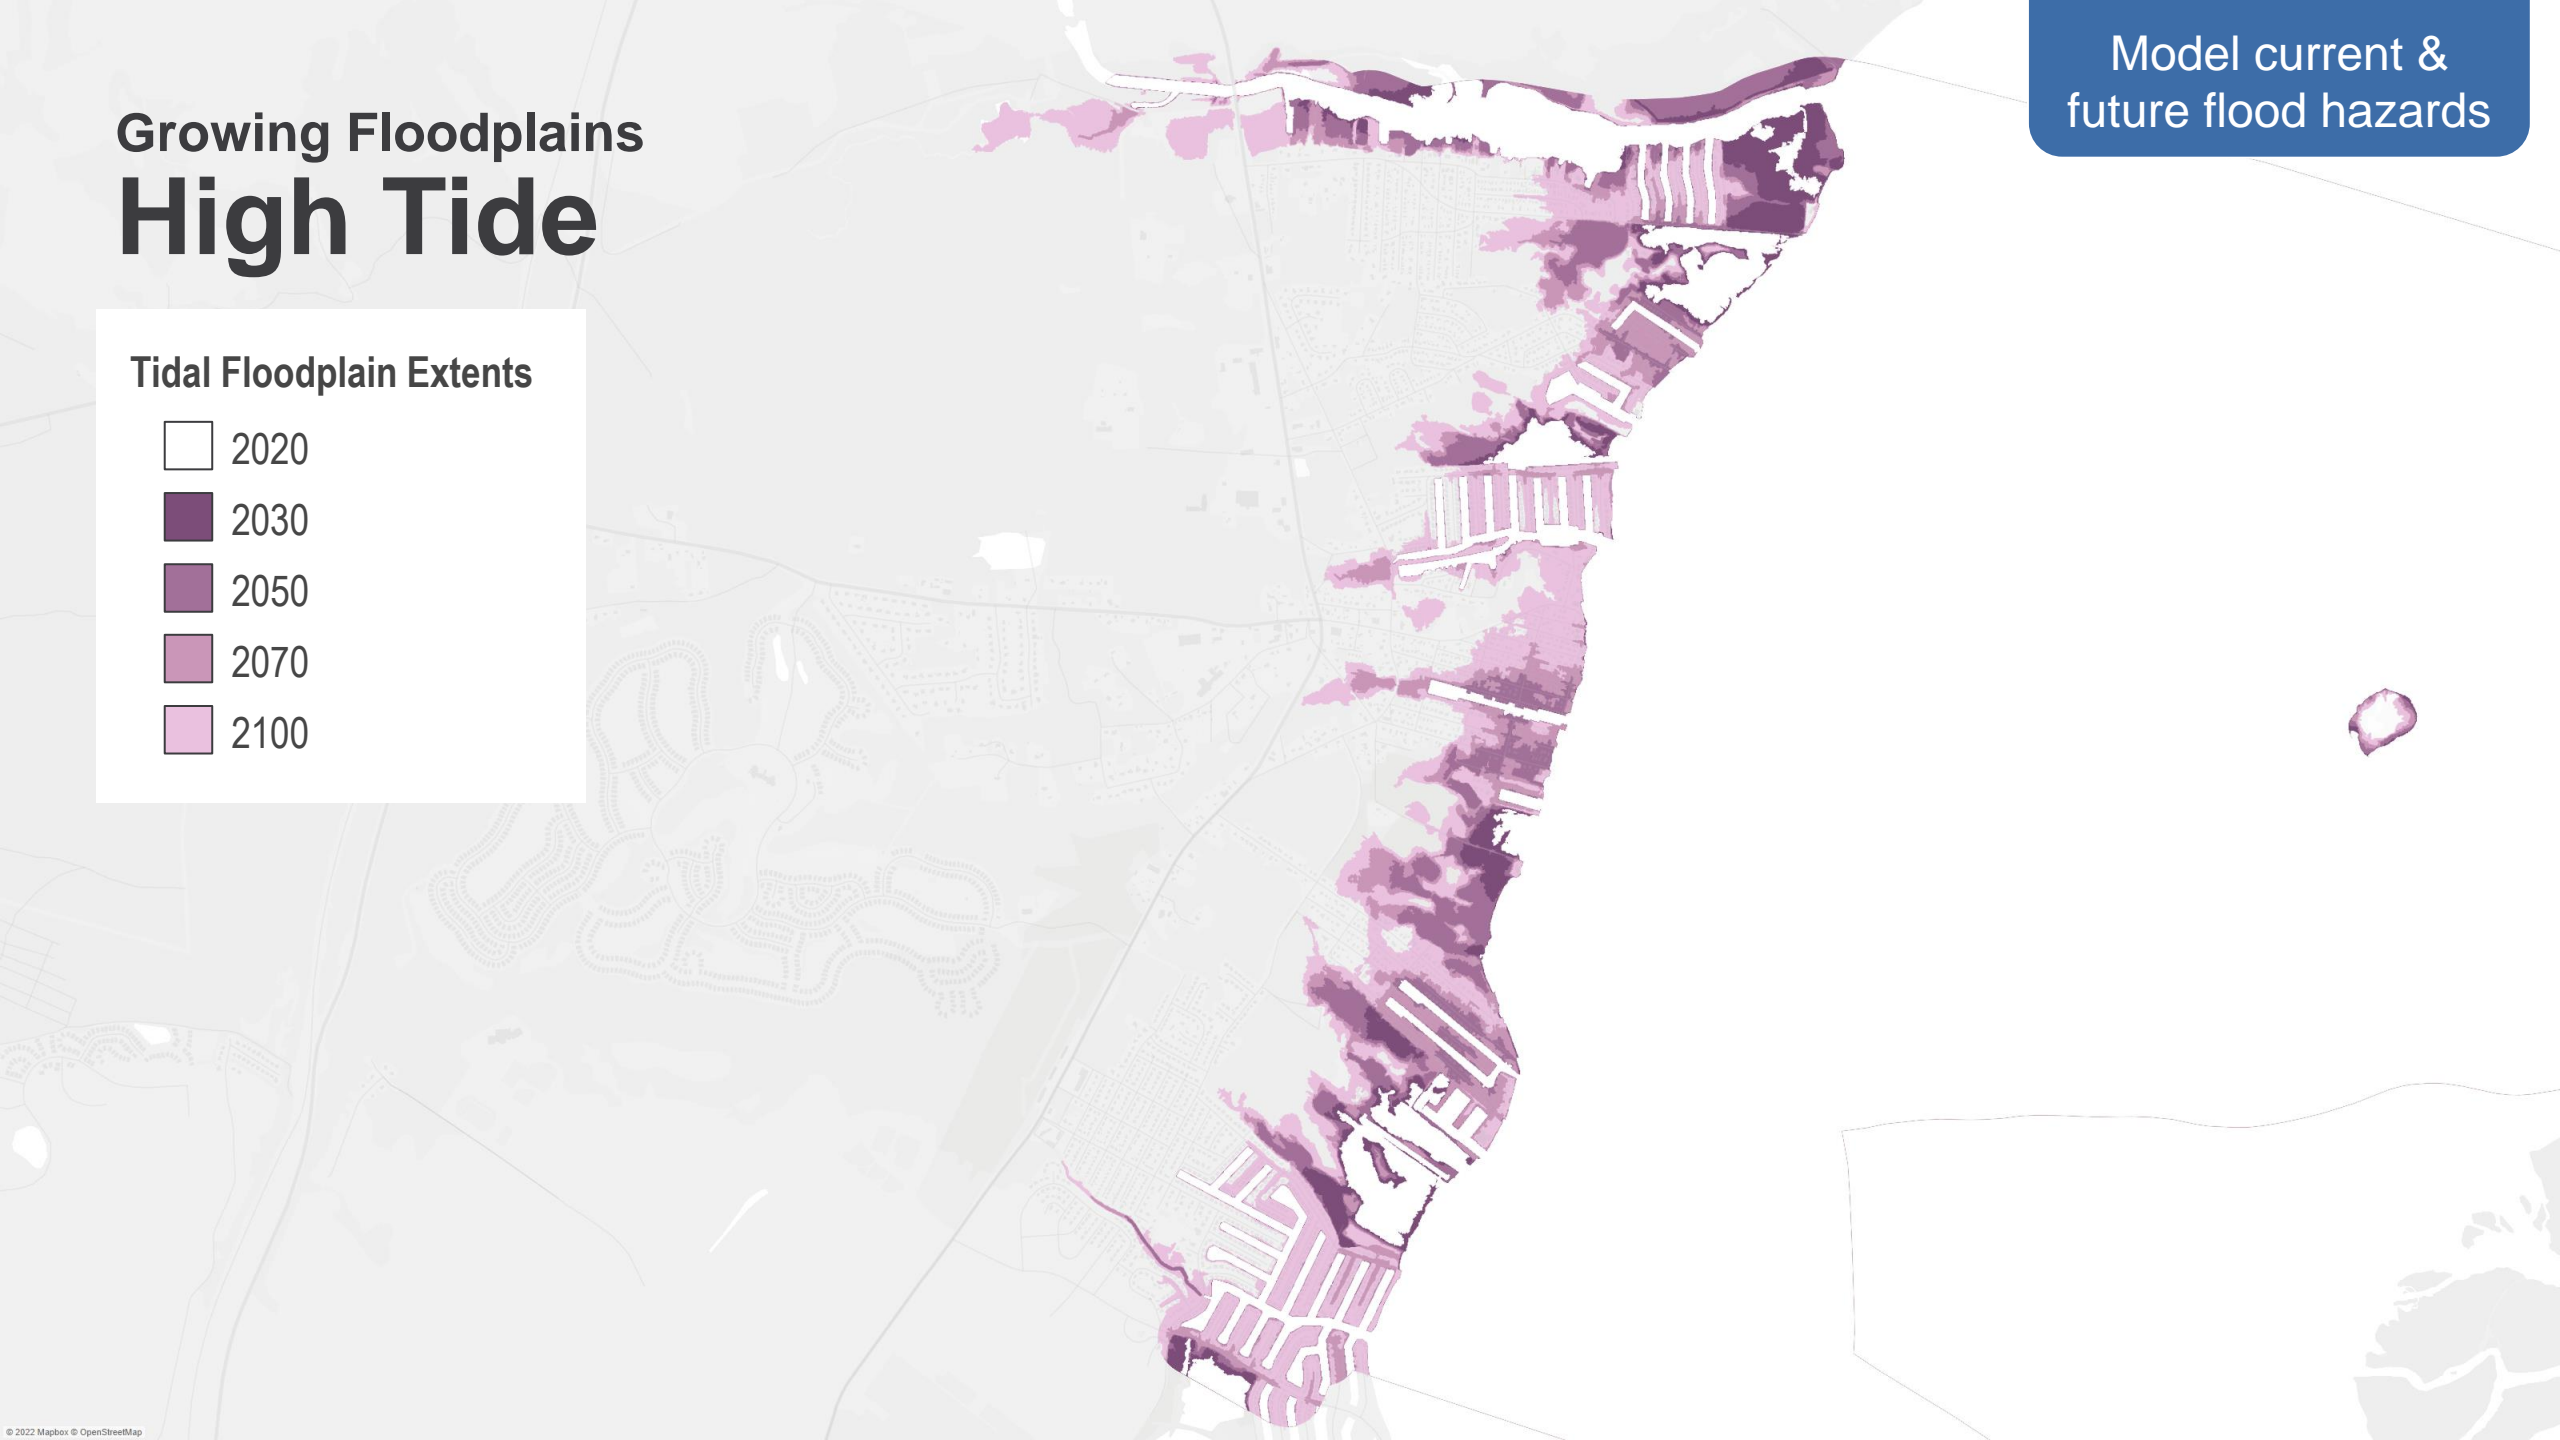 Growing Floodplains
High Tide
Model current &
future flood hazards
Tidal Floodplain Extents
2020
2030
2050
2070
2100
© 2022 Mapbox © OpenStreetMap